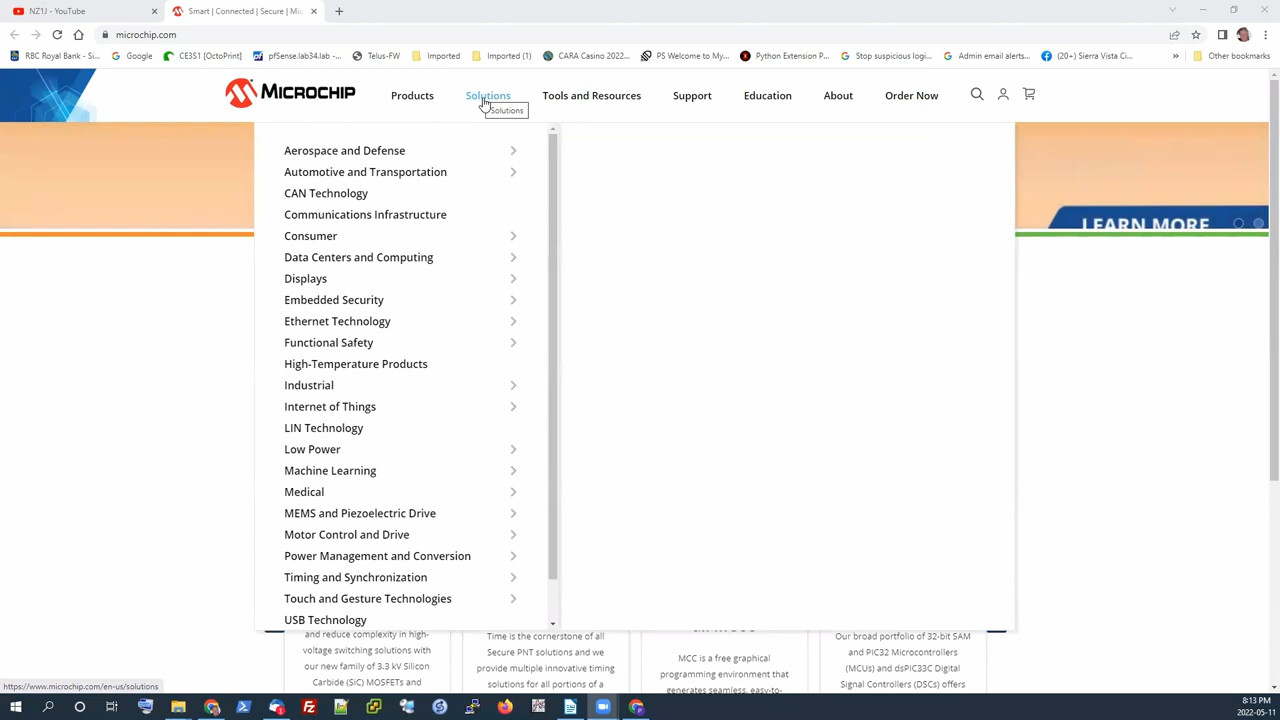 NZ1J - YouTube
Smart | Connected | Secure | Mic
microchip.com
RBC Royal Bank - Si...
Google
CE3S1 [OctoPrint]
pfSense.lab34.lab -...
Telus-FW
Imported
Imported (1)
CARA Casino 2022...
PS Welcome to My...
Python Extension P...
Stop suspicious logi...
Admin email alerts...
(20+) Sierra Vista Ci...
Other bookmarks
MICROCHIP
Products
Solutions
Tools and Resources
Support
Education
About
Order Now
Solutions
Aerospace and Defense
Automotive and Transportation
CAN Technology
Communications Infrastructure
Consumer
Data Centers and Computing
Displays
Embedded Security
Ethernet Technology
Functional Safety
High-Temperature Products
Industrial
Internet of Things
LIN Technology
Low Power
Machine Learning
Medical
MEMS and Piezoelectric Drive
Motor Control and Drive
Power Management and Conversion
Timing and Synchronization
Touch and Gesture Technologies
USB Technology
LEARN MORE
and reduce complexity in high-
voltage switching solutions with
our new family of 3.3 kV Silicon
Carbide (SiC) MOSFETs and
Time is the cornerstone of all
Secure PNT solutions and we
provide multiple innovative timing
solutions for all portions of a
MCC is a free graphical
programming environment that
generates seamless, easy-to-
Our broad portfolio of 32-bit SAM
and PIC32 Microcontrollers
(MCUs) and dsPIC33C Digital
Signal Controllers (DSCs) offers
https://www.microchip.com/en-us/solutions
8:13 PM
2022-05-11